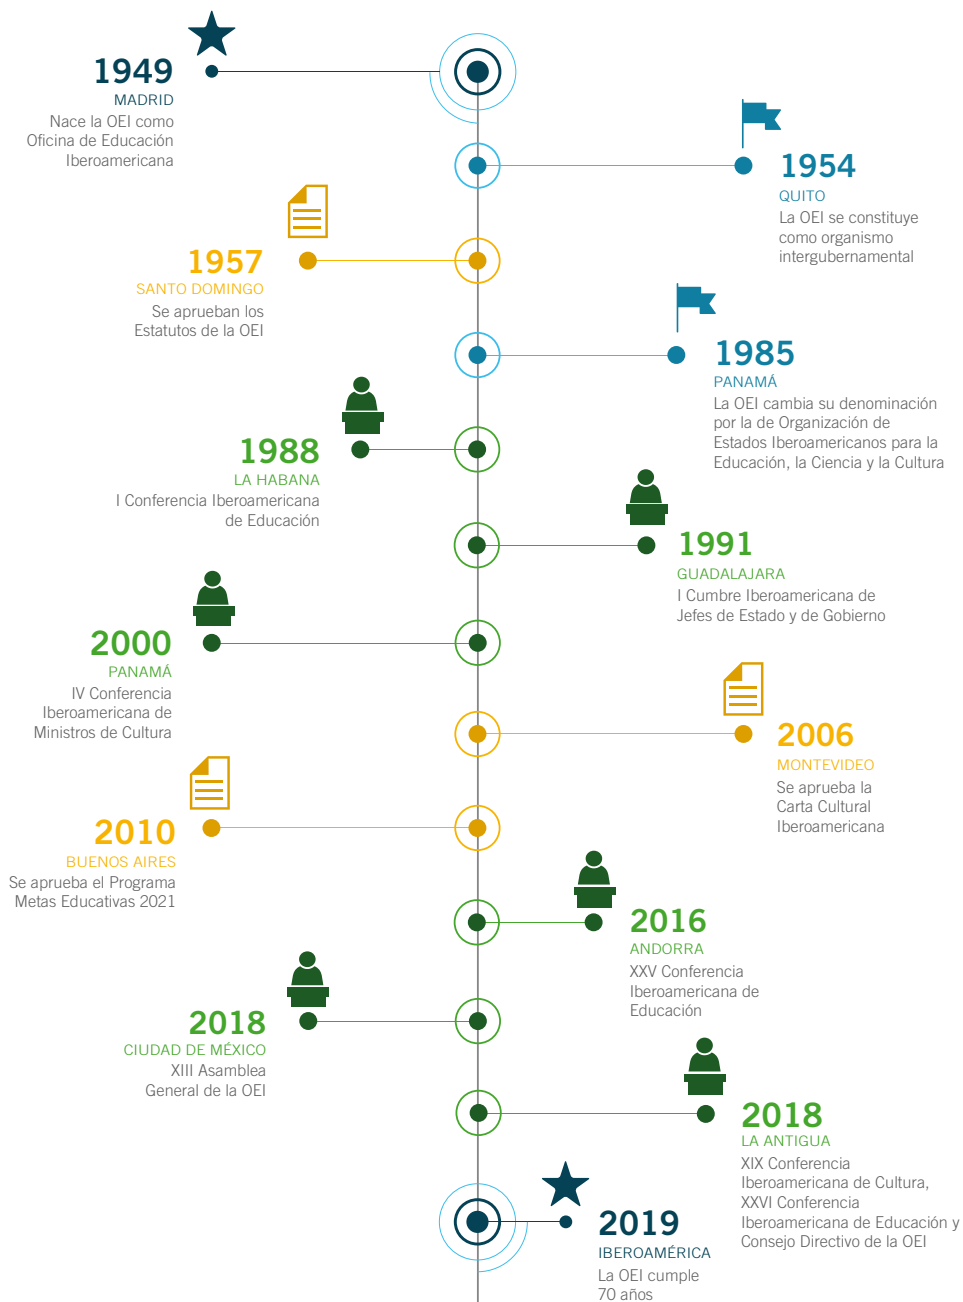 1949
MADRID
Nace la OEI como
Oficina de Educación
Iberoamericana
1954
QUITO
La OEI se constituye
como organismo
intergubernamental
1957
SANTO DOMINGO
Se aprueban los
Estatutos de la OEI
1985
PANAMÁ
La OEI cambia su denominación
por la de Organización de
Estados Iberoamericanos para la
Educación, la Ciencia y la Cultura
1988
LA HABANA
I Conferencia Iberoamericana
de Educación
1991
GUADALAJARA
I Cumbre Iberoamericana de
Jefes de Estado y de Gobierno
2000
PANAMÁ
IV Conferencia
Iberoamericana de
Ministros de Cultura
2006
MONTEVIDEO
Se aprueba la
Carta Cultural
Iberoamericana
2010
BUENOS AIRES
Se aprueba el Programa
Metas Educativas 2021
2016
ANDORRA
XXV Conferencia
Iberoamericana de
Educación
2018
CIUDAD DE MÉXICO
XIII Asamblea
General de la OEI
2018
LA ANTIGUA
XIX Conferencia
Iberoamericana de Cultura,
XXVI Conferencia
Iberoamericana de Educación y
Consejo Directivo de la OEI
2019
IBEROAMÉRICA
La OEI cumple
70 años